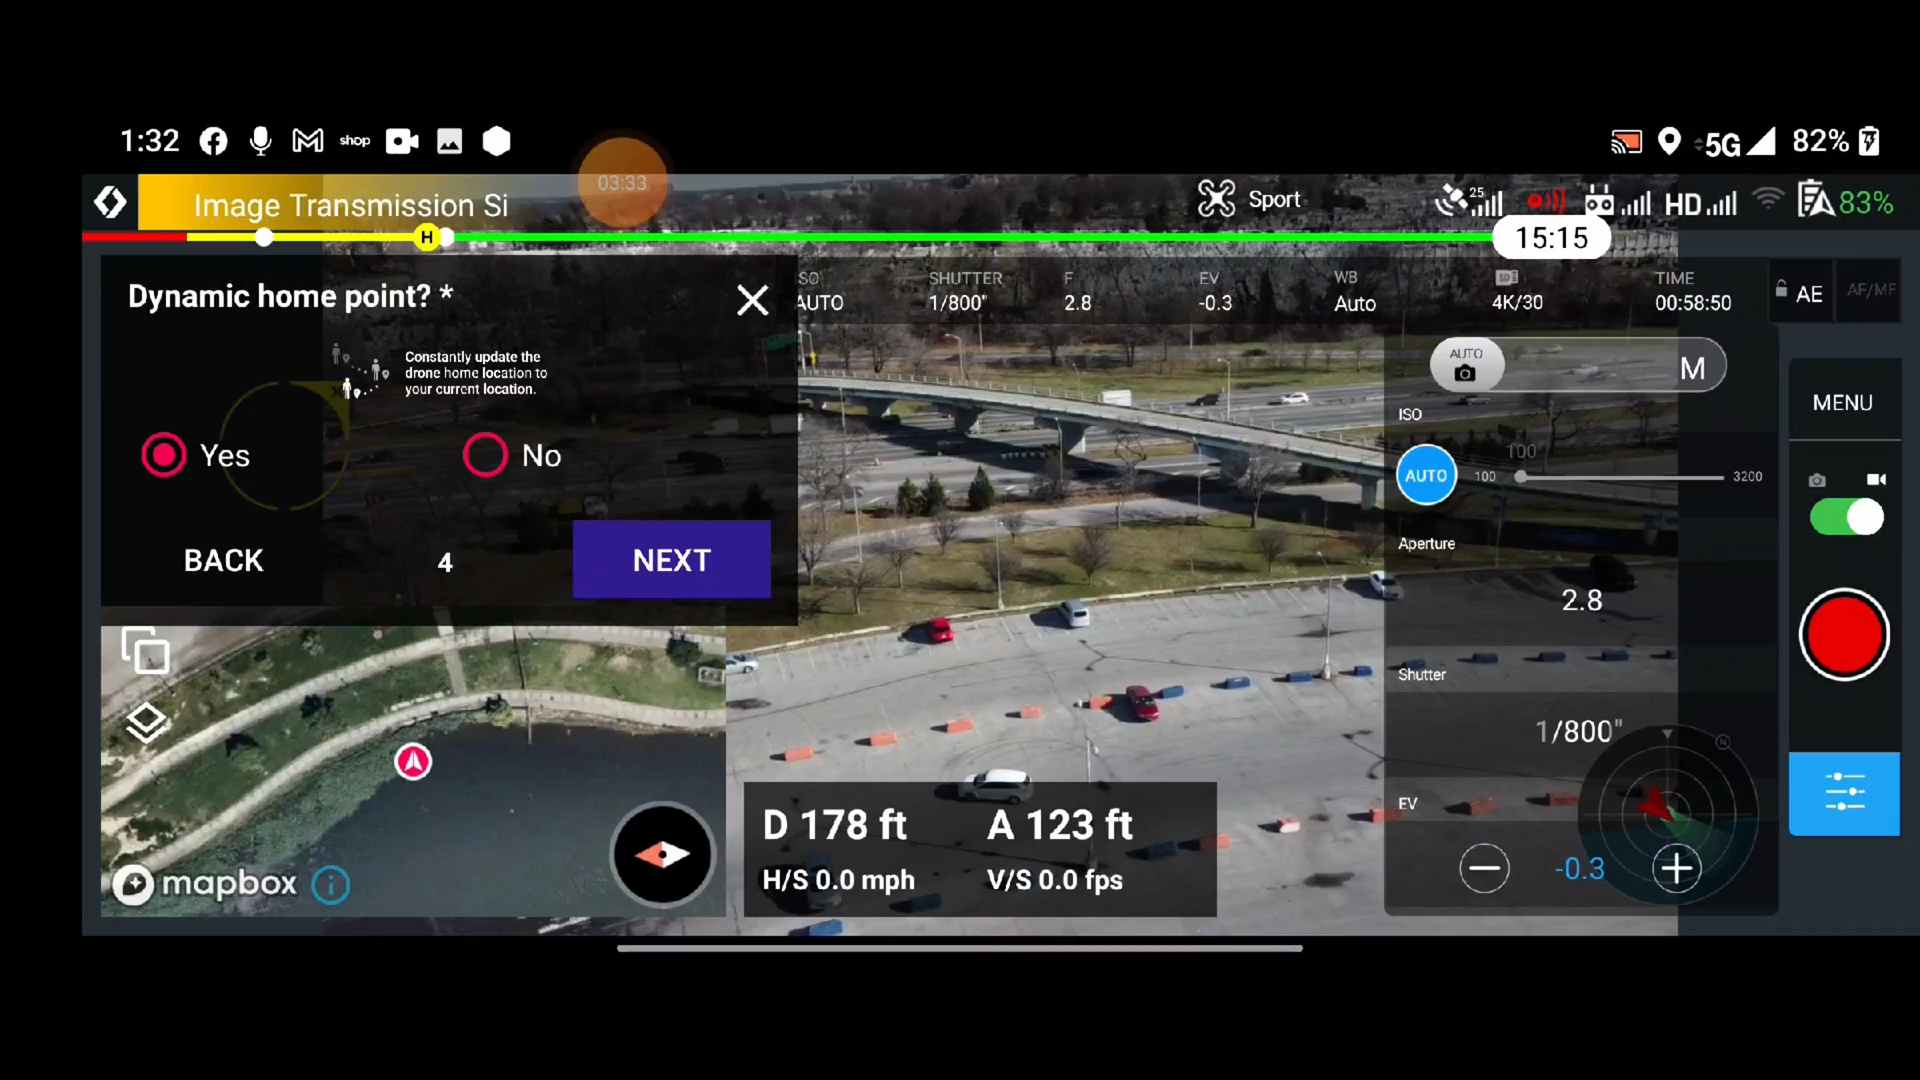 1:32
shop
5G
82%
03:33
Image Transmission Si
Sport
25
HD
83%
H
15:15
Dynamic home point? *
Constantly update the
drone home location to
your current location.
Yes
No
BACK
4
NEXT
SO
AUTO
SHUTTER
1/800"
F
2.8
EV
-0.3
WB
Auto
SD
4K/30
TIME
00:58:50
AE
AF/MF
AUTO
M
ISO
AUTO
100
100
3200
Aperture
2.8
Shutter
1/800"
EV
-0.3
N
MENU
D 178 ft
A 123 ft
H/S 0.0 mph
V/S 0.0 fps
mapbox
i